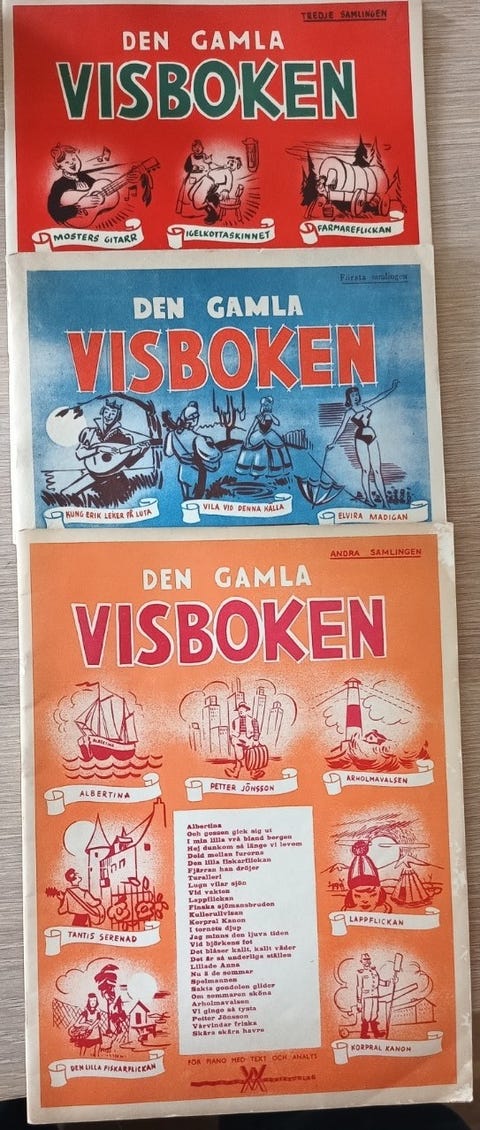 TREDJE SAMLINGEN
DEN GAMLA
VISBOKEN
MOSTERS GITARR
IGELKOTTASKINNET
FARMAREFLICKAN
Första samlingen
DEN GAMLA
VISBOKEN
KUNG ERIK LEKER PÅ LUTA
VILA VID DENNA KÄLLA
ELVIRA MADIGAN
ANDRA SAMLINGEN
DEN GAMLA
VISBOKEN
ALBERTINA
ALBERTINA
PETTER JÖNSSON
ARHOLMAVALSEN
Albertina
Och gossen gick sig ut
I min lilla vrå bland bergen
Hej dunkom så länge vi levom
Dold mellan furorna
Den lilla fiskarflickan
Fjärran han dröjer
Turalleri
Lugn vilar sjön
Vid vakten
Lappflickan
Finska sjömansbruden
Kullerullvisan
Korpral Kanon
I tornets djup
Jag minns den ljuva tiden
Vid björkens fot
Det blåser kallt, kallt väder
Det är så underliga ställen
Lillade Anna
Nu ä de sommar
Spelmannen
Sakta gondolen glider
Om sommaren sköna
Arholmavalsen
Vi gingo så tysta
Petter Jönsson
Vårvindar friska
Skära skära havre
TANTIS SERENAD
LAPPFLICKAN
DEN LILLA FISKARFLICKAN
KORPRAL KANON
FÖR PIANO MED TEXT OCH ANALYS